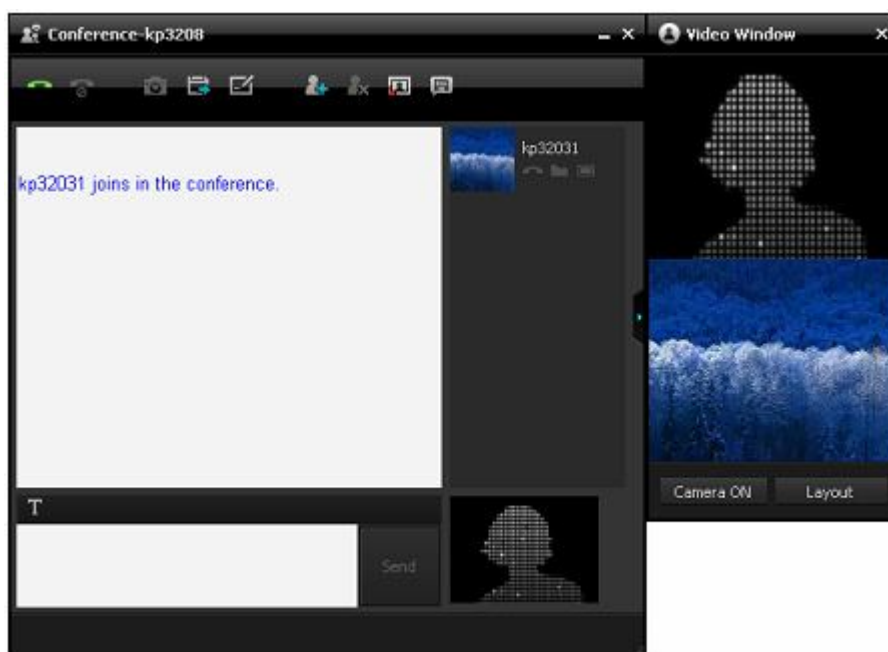 Conference-kp3208
Video Window
kp32031
kp32031 joins in the conference.
Camera ON
Layout
T
Send